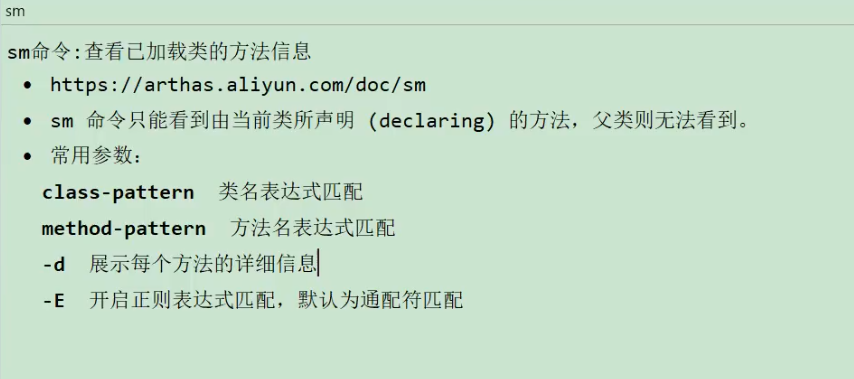 sm
sm命令:查看已加载类的方法信息
• https://arthas.aliyun.com/doc/sm
• sm 命令只能看到由当前类所声明 (declaring) 的方法，父类则无法看到。
• 常用参数：
class-pattern 类名表达式匹配
method-pattern 方法名表达式匹配
-d 展示每个方法的详细信息
-E 开启正则表达式匹配，默认为通配符匹配